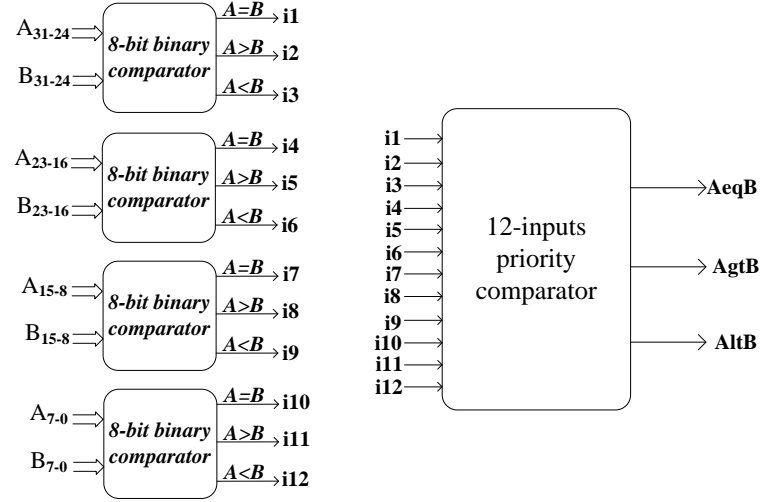 A31-24
B31-24
8-bit binary
comparator
A=B i1
A>B i2
A<B i3
A23-16
B23-16
8-bit binary
comparator
A=B i4
A>B i5
A<B i6
A15-8
B15-8
8-bit binary
comparator
A=B i7
A>B i8
A<B i9
A7-0
B7-0
8-bit binary
comparator
A=B i10
A>B i11
A<B i12
i1
i2
i3
i4
i5
i6
i7
i8
i9
i10
i11
i12
12-inputs
priority
comparator
AeqB
AgtB
AltB